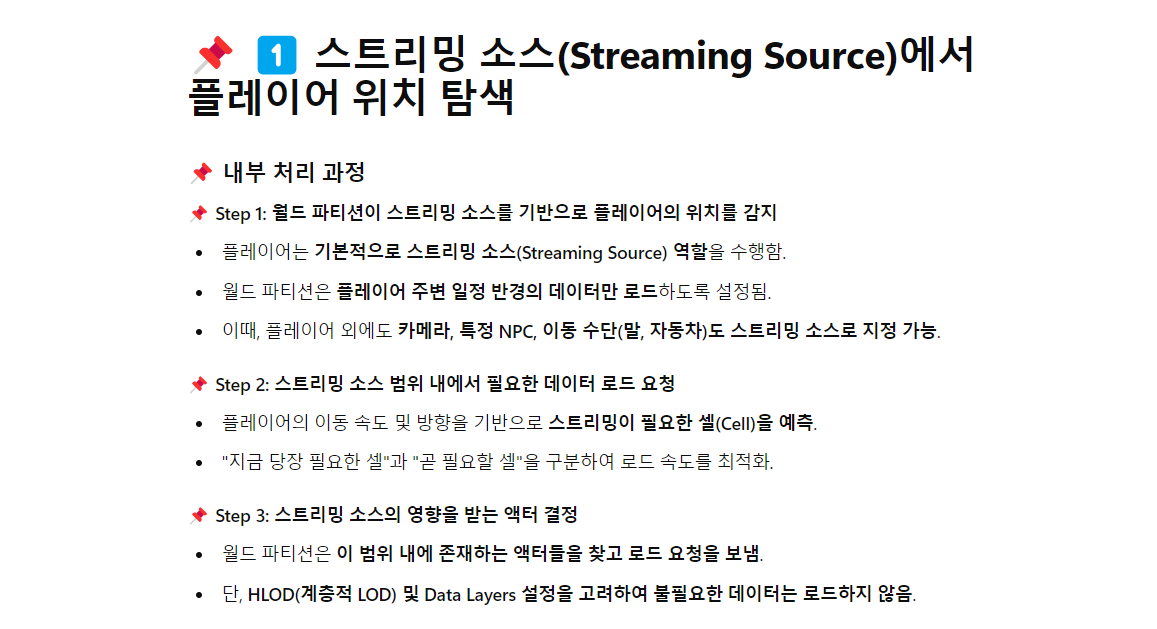 📌 1️⃣ 스트리밍 소스(Streaming Source)에서
플레이어 위치 탐색
📌 내부 처리 과정
📌 Step 1: 월드 파티션이 스트리밍 소스를 기반으로 플레이어의 위치를 감지
• 플레이어는 기본적으로 스트리밍 소스(Streaming Source) 역할을 수행함.
• 월드 파티션은 플레이어 주변 일정 반경의 데이터만 로드하도록 설정됨.
• 이때, 플레이어 외에도 카메라, 특정 NPC, 이동 수단(말, 자동차)도 스트리밍 소스로 지정 가능.
📌 Step 2: 스트리밍 소스 범위 내에서 필요한 데이터 로드 요청
• 플레이어의 이동 속도 및 방향을 기반으로 스트리밍이 필요한 셀(Cell)을 예측.
• "지금 당장 필요한 셀"과 "곧 필요할 셀"을 구분하여 로드 속도를 최적화.
📌 Step 3: 스트리밍 소스의 영향을 받는 액터 결정
• 월드 파티션은 이 범위 내에 존재하는 액터들을 찾고 로드 요청을 보냄.
• 단, HLOD(계층적 LOD) 및 Data Layers 설정을 고려하여 불필요한 데이터는 로드하지 않음.